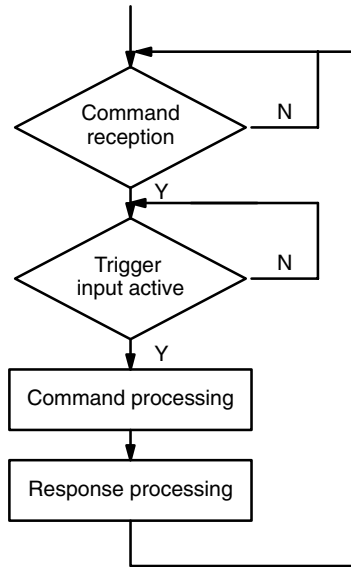 Command
reception
N
Y
Trigger
input active
N
Y
Command processing
Response processing